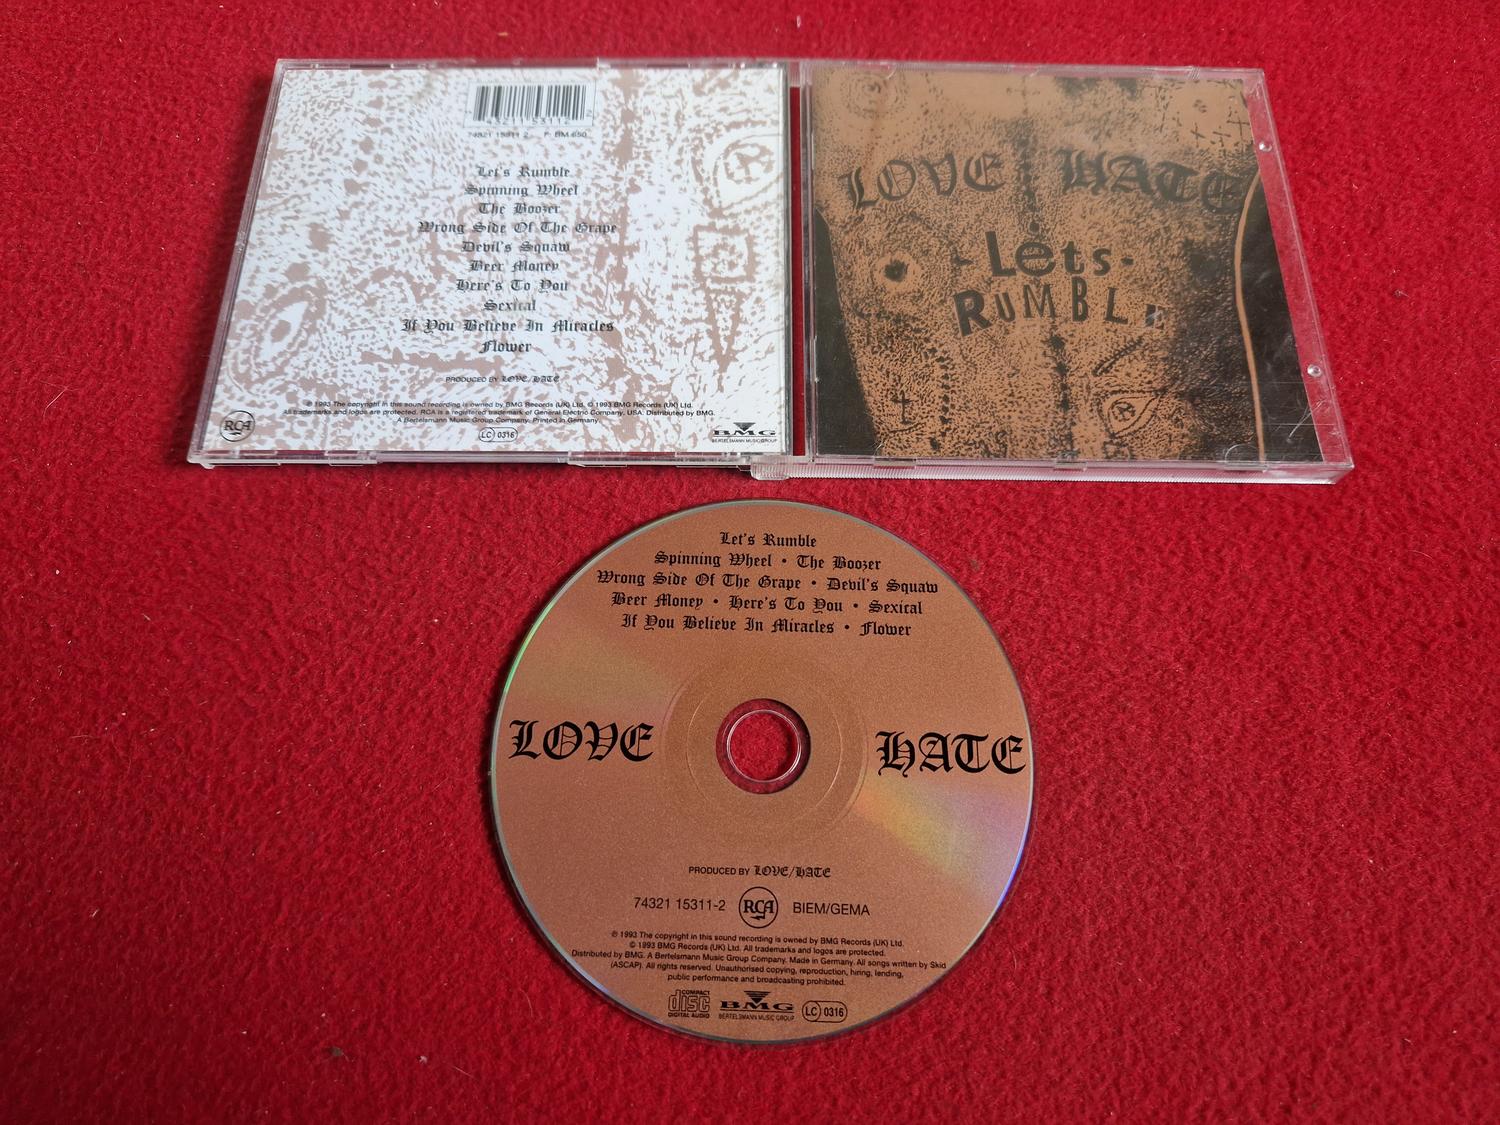 74321 15311 2 F: BM 650
Let's Rumble
Spinning Wheel
The Boozer
Wrong Side Of The Grape
Devil's Squaw
Beer Money
Here's To You
Sexical
If You Believe In Miracles
Flower
PRODUCED BY LOVE/HATE
℗ 1993 The copyright in this sound recording is owned by BMG Records (UK) Ltd. © 1993 BMG Records (UK) Ltd.
All trademarks and logos are protected. RCA is a registered trademark of General Electric Company, USA. Distributed by BMG.
A Bertelsmann Music Group Company. Printed in Germany.
RCA
LC 0316
BMG
BERTELSMANN MUSIC GROUP
LOVE HATE
- Lets -
RUMBLE
Let's Rumble
Spinning Wheel • The Boozer
Wrong Side Of The Grape • Devil's Squaw
Beer Money • Here's To You • Sexical
If You Believe In Miracles • Flower
LOVE HATE
PRODUCED BY LOVE/HATE
74321 15311-2 RCA BIEM/GEMA
℗ 1993 The copyright in this sound recording is owned by BMG Records (UK) Ltd.
© 1993 BMG Records (UK) Ltd. All trademarks and logos are protected.
Distributed by BMG. A Bertelsmann Music Group Company. Made in Germany. All songs written by Skid
(ASCAP). All rights reserved. Unauthorised copying, reproduction, hiring, lending,
public performance and broadcasting prohibited.
COMPACT disc DIGITAL AUDIO
BMG
BERTELSMANN MUSIC GROUP
LC 0316